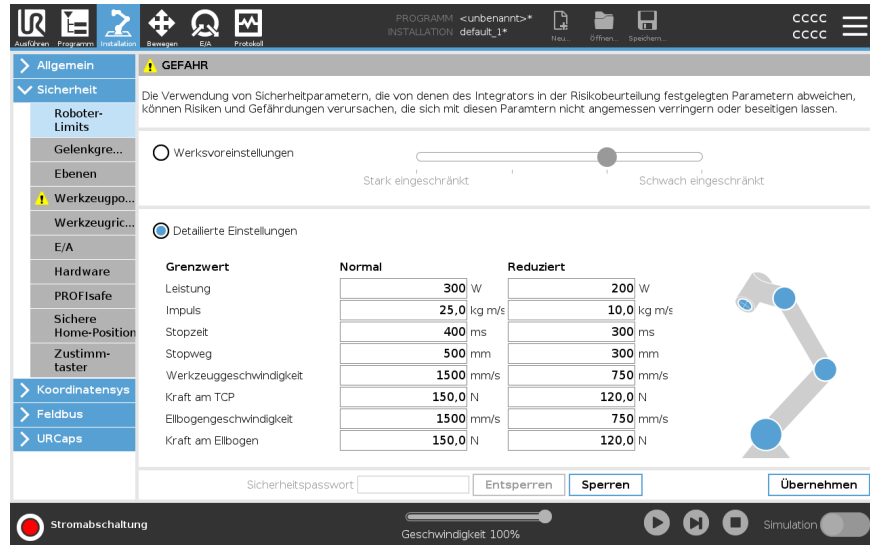 PROGRAMM <unbenannt>*
INSTALLATION default_1*
Ausführen Programm Installation Bewegen E/A Protokoll Neu... Öffnen... Speichern...
cccc
cccc
Allgemein
Sicherheit
Roboter-
Limits
Gelenkgre...
Ebenen
Werkzeugpo...
Werkzeugric...
E/A
Hardware
PROFIsafe
Sichere
Home-Position
Zustimm-
taster
Koordinatensys
Feldbus
URCaps
GEFAHR
Die Verwendung von Sicherheitparametern, die von denen des Integrators in der Risikobeurteilung festgelegten Parametern abweichen,
können Risiken und Gefährdungen verursachen, die sich mit diesen Paramtern nicht angemessen verringern oder beseitigen lassen.
Werksvoreinstellungen
Stark eingeschränkt Schwach eingeschränkt
Detailierte Einstellungen
Grenzwert Normal Reduziert
Leistung 300 W 200 W
Impuls 25,0 kg m/s 10,0 kg m/s
Stopzeit 400 ms 300 ms
Stopweg 500 mm 300 mm
Werkzeuggeschwindigkeit 1500 mm/s 750 mm/s
Kraft am TCP 150,0 N 120,0 N
Ellbogengeschwindigkeit 1500 mm/s 750 mm/s
Kraft am Ellbogen 150,0 N 120,0 N
Sicherheitspasswort Entsperren Sperren Übernehmen
Stromabschaltung
Geschwindigkeit 100%
Simulation